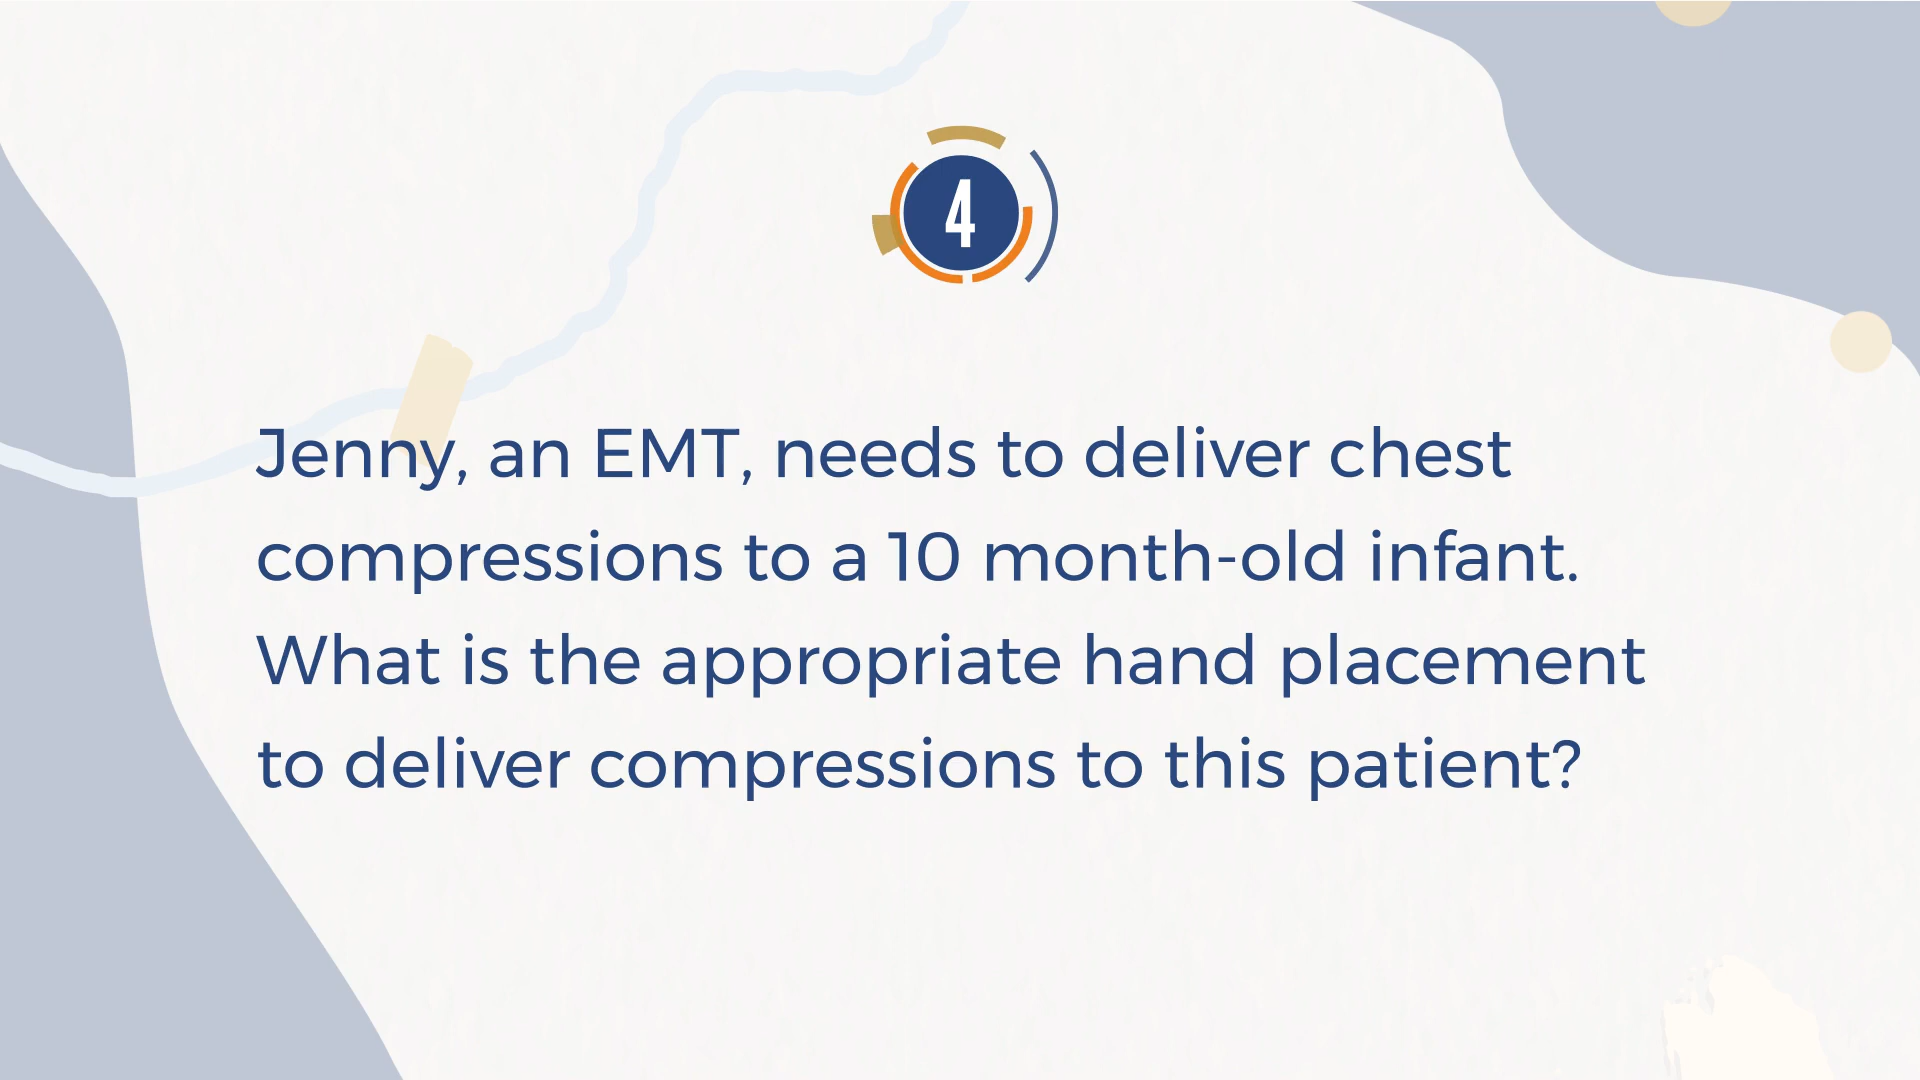 4
Jenny, an EMT, needs to deliver chest
compressions to a 10 month-old infant.
What is the appropriate hand placement
to deliver compressions to this patient?